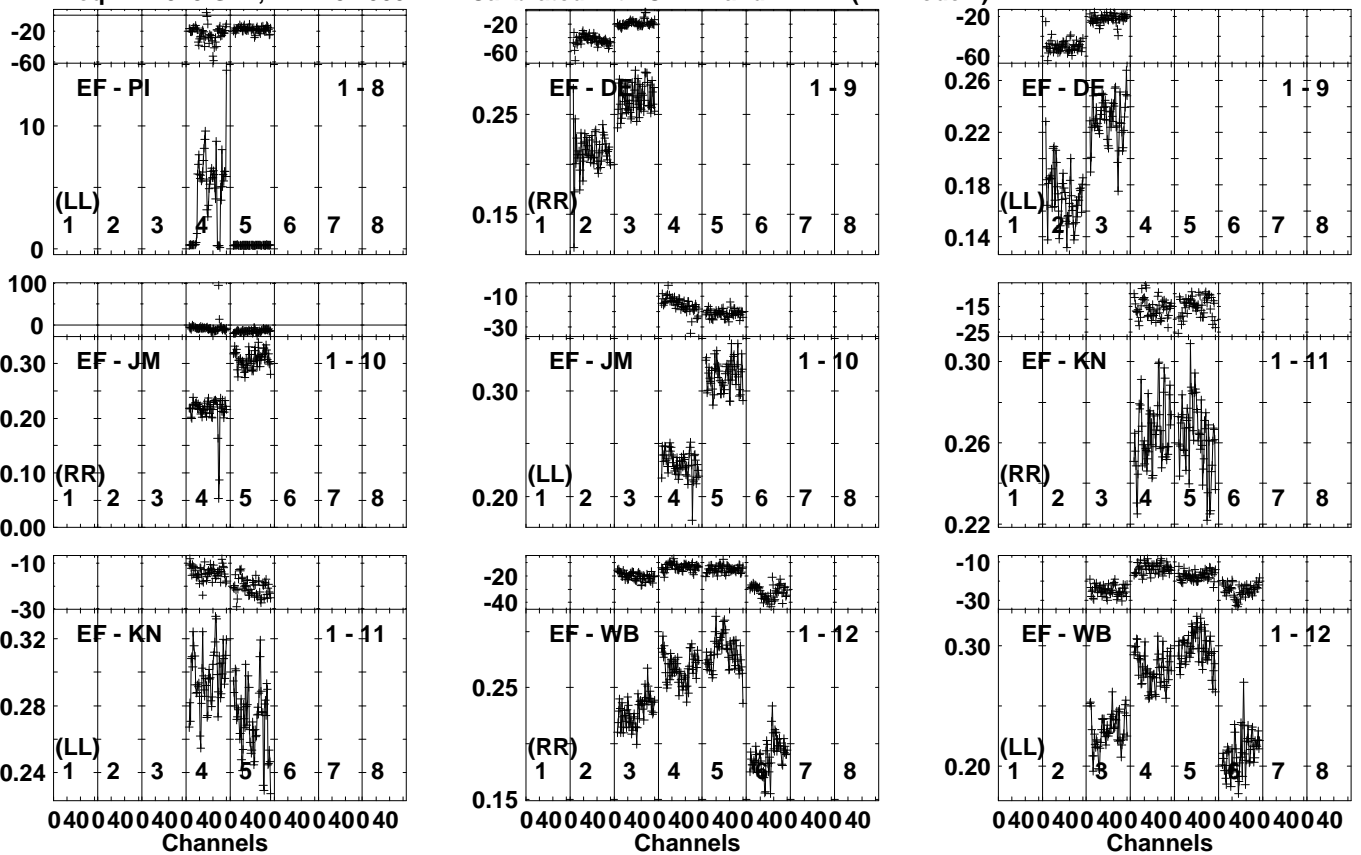 -20
-60
EF - PI 1 - 8
10
(LL)
1 2 3 4 5 6 7 8
0
-20
-60
EF - DE 1 - 9
0.25
(RR)
0.15
1 2 3 4 5 6 7 8
-20
-60
0.26
EF - DE 1 - 9
0.22
0.18
(LL)
1 2 3 4 5 6 7 8
0.14
100
0
0.30
EF - JM 1 - 10
0.20
0.10
(RR)
1 2 3 4 5 6 7 8
0.00
-10
-30
EF - JM 1 - 10
0.30
(LL)
0.20
1 2 3 4 5 6 7 8
-15
-25
0.30
EF - KN 1 - 11
0.26
(RR)
1 2 3 4 5 6 7 8
0.22
-10
-30
0.32
EF - KN 1 - 11
0.28
(LL)
0.24
1 2 3 4 5 6 7 8
0 40 0 40 0 40 0 40 0 40 0 40 0 40 0 40
Channels
-20
-40
EF - WB 1 - 12
0.25
(RR)
1 2 3 4 5 6 7 8
0.15
0 40 0 40 0 40 0 40 0 40 0 40 0 40 0 40
Channels
-10
-30
0.30
EF - WB 1 - 12
(LL)
0.20
1 2 3 4 5 6 7 8
0 40 0 40 0 40 0 40 0 40 0 40 0 40 0 40
Channels